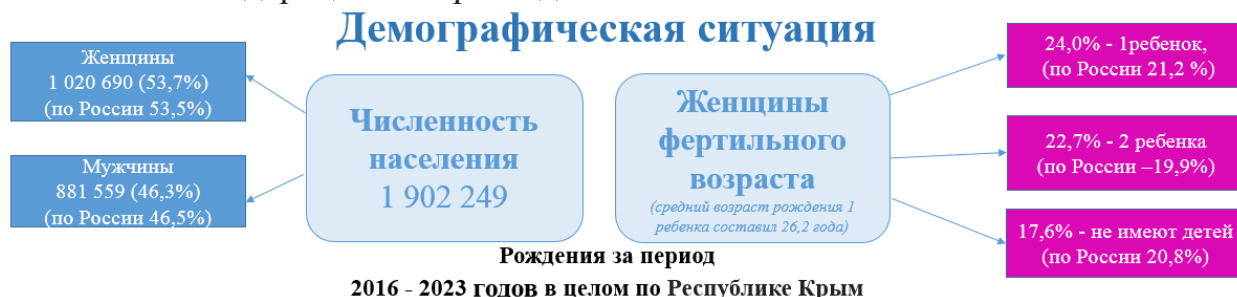 Демографическая ситуация
Женщины
1 020 690 (53,7%)
(по России 53,5%)
Мужчины
881 559 (46,3%)
(по России 46,5%)
Численность
населения
1 902 249
Женщины
фертильного
возраста
(средний возраст рождения 1
ребенка составил 26,2 года)
24,0% - 1ребенок,
(по России 21,2 %)
22,7% - 2 ребенка
(по России –19,9%)
17,6% - не имеют детей
(по России 20,8%)
Рождения за период
2016 - 2023 годов в целом по Республике Крым